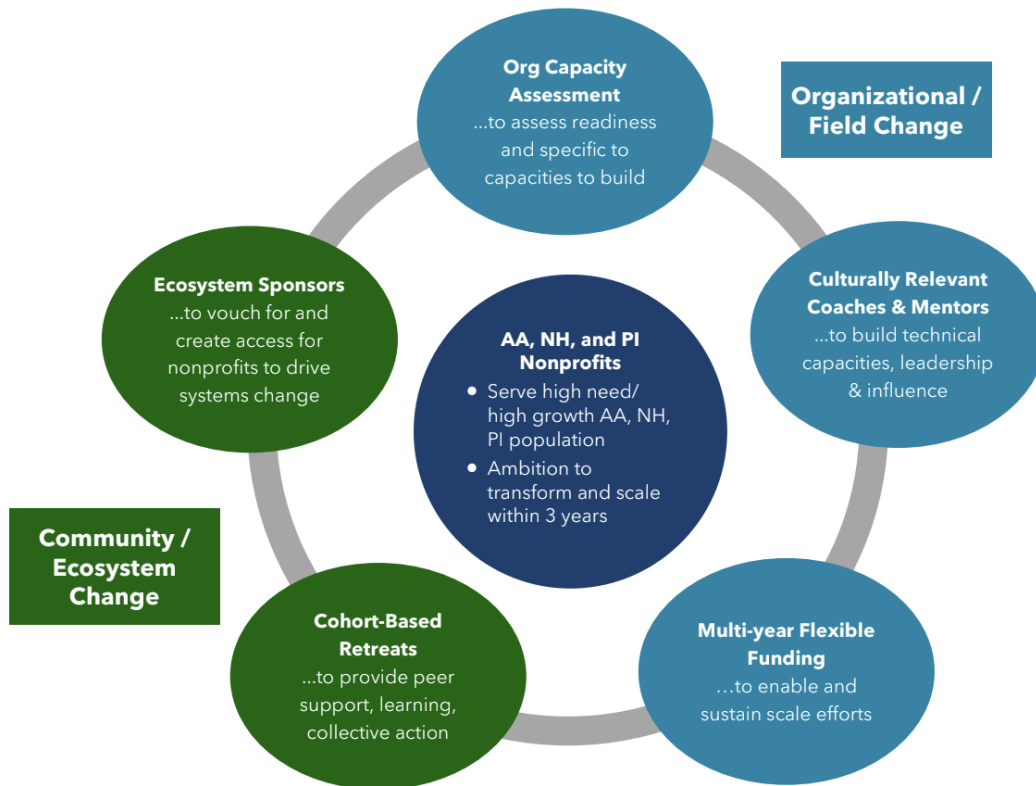 Org Capacity
Assessment
...to assess readiness
and specific to
capacities to build
Organizational /
Field Change
Ecosystem Sponsors
...to vouch for and
create access for
nonprofits to drive
systems change
Culturally Relevant
Coaches & Mentors
...to build technical
capacities, leadership
& influence
AA, NH, and PI
Nonprofits
• Serve high need/
high growth AA, NH,
PI population
• Ambition to
transform and scale
within 3 years
Community /
Ecosystem
Change
Cohort-Based
Retreats
...to provide peer
support, learning,
collective action
Multi-year Flexible
Funding
…to enable and
sustain scale efforts